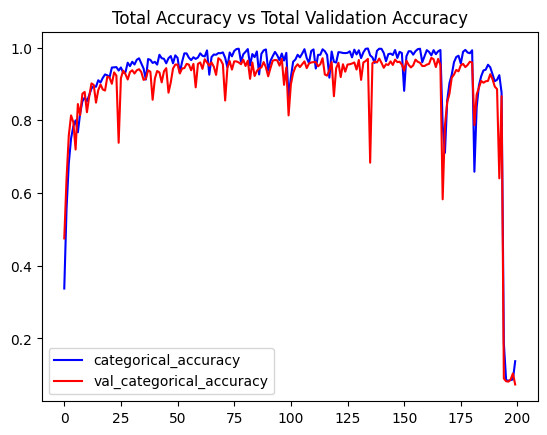 Total Accuracy vs Total Validation Accuracy
1.0
0.8
0.6
0.4
0.2
categorical_accuracy
val_categorical_accuracy
0 25 50 75 100 125 150 175 200